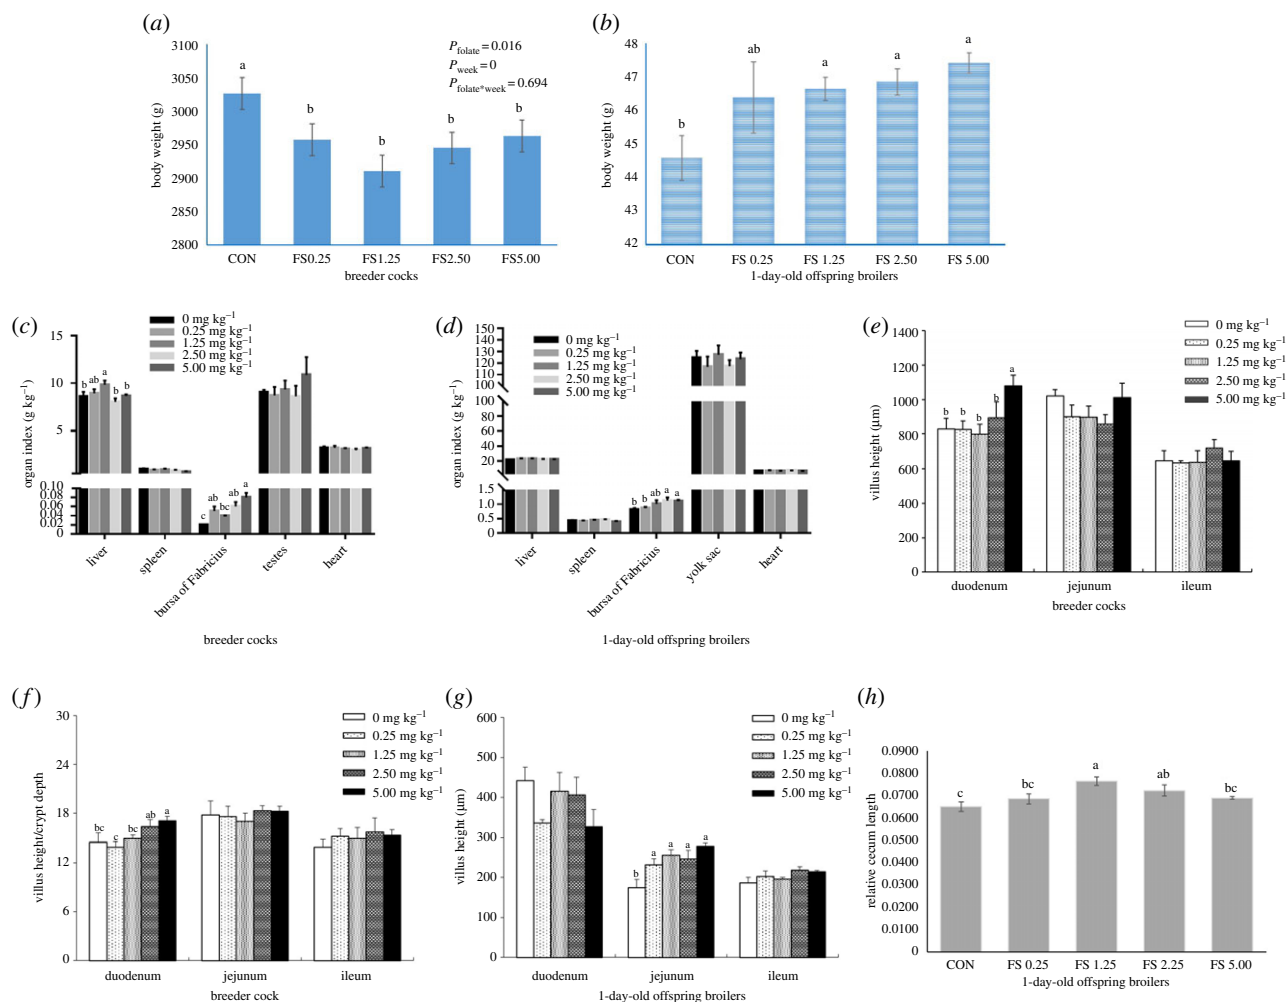 (a)
3100
3050
3000
2950
2900
2850
2800
body weight (g)
P folate = 0.016
P week = 0
P folate*week = 0.694
a
b
b
b
b
CON
FS0.25
FS1.25
FS2.50
FS5.00
breeder cocks
(b)
48
47
46
45
44
43
42
body weight (g)
b
ab
a
a
a
CON
FS 0.25
FS 1.25
FS 2.50
FS 5.00
1-day-old offspring broilers
(c)
0 mg kg–1
0.25 mg kg–1
1.25 mg kg–1
2.50 mg kg–1
5.00 mg kg–1
15
10
5
0.10
0.08
0.06
0.04
0.02
0
organ index (g kg–1)
b ab a b b
c ab bc ab a
liver
spleen
bursa of Fabricius
testes
heart
breeder cocks
(d)
0 mg kg–1
0.25 mg kg–1
1.25 mg kg–1
2.50 mg kg–1
5.00 mg kg–1
150
140
130
120
110
100
100
80
60
40
20
1.5
1.0
0.5
0
organ index (g kg–1)
b b ab a a
liver
spleen
bursa of Fabricius
yolk sac
heart
1-day-old offspring broilers
(e)
0 mg kg–1
0.25 mg kg–1
1.25 mg kg–1
2.50 mg kg–1
5.00 mg kg–1
1400
1200
1000
800
600
400
200
0
villus height (μm)
b b b b a
duodenum
jejunum
ileum
breeder cocks
(f)
0 mg kg–1
0.25 mg kg–1
1.25 mg kg–1
2.50 mg kg–1
5.00 mg kg–1
30
24
18
12
6
0
villus height/crypt depth
bc c bc ab a
duodenum
jejunum
ileum
breeder cock
(g)
0 mg kg–1
0.25 mg kg–1
1.25 mg kg–1
2.50 mg kg–1
5.00 mg kg–1
600
500
400
300
200
100
0
villus height (μm)
b a a a a
duodenum
jejunum
ileum
1-day-old offspring broilers
(h)
0.0900
0.0800
0.0700
0.0600
0.0500
0.0400
0.0300
0.0200
0.0100
0
relative cecum length
c
bc
a
ab
bc
CON
FS 0.25
FS 1.25
FS 2.25
FS 5.00
1-day-old offspring broilers